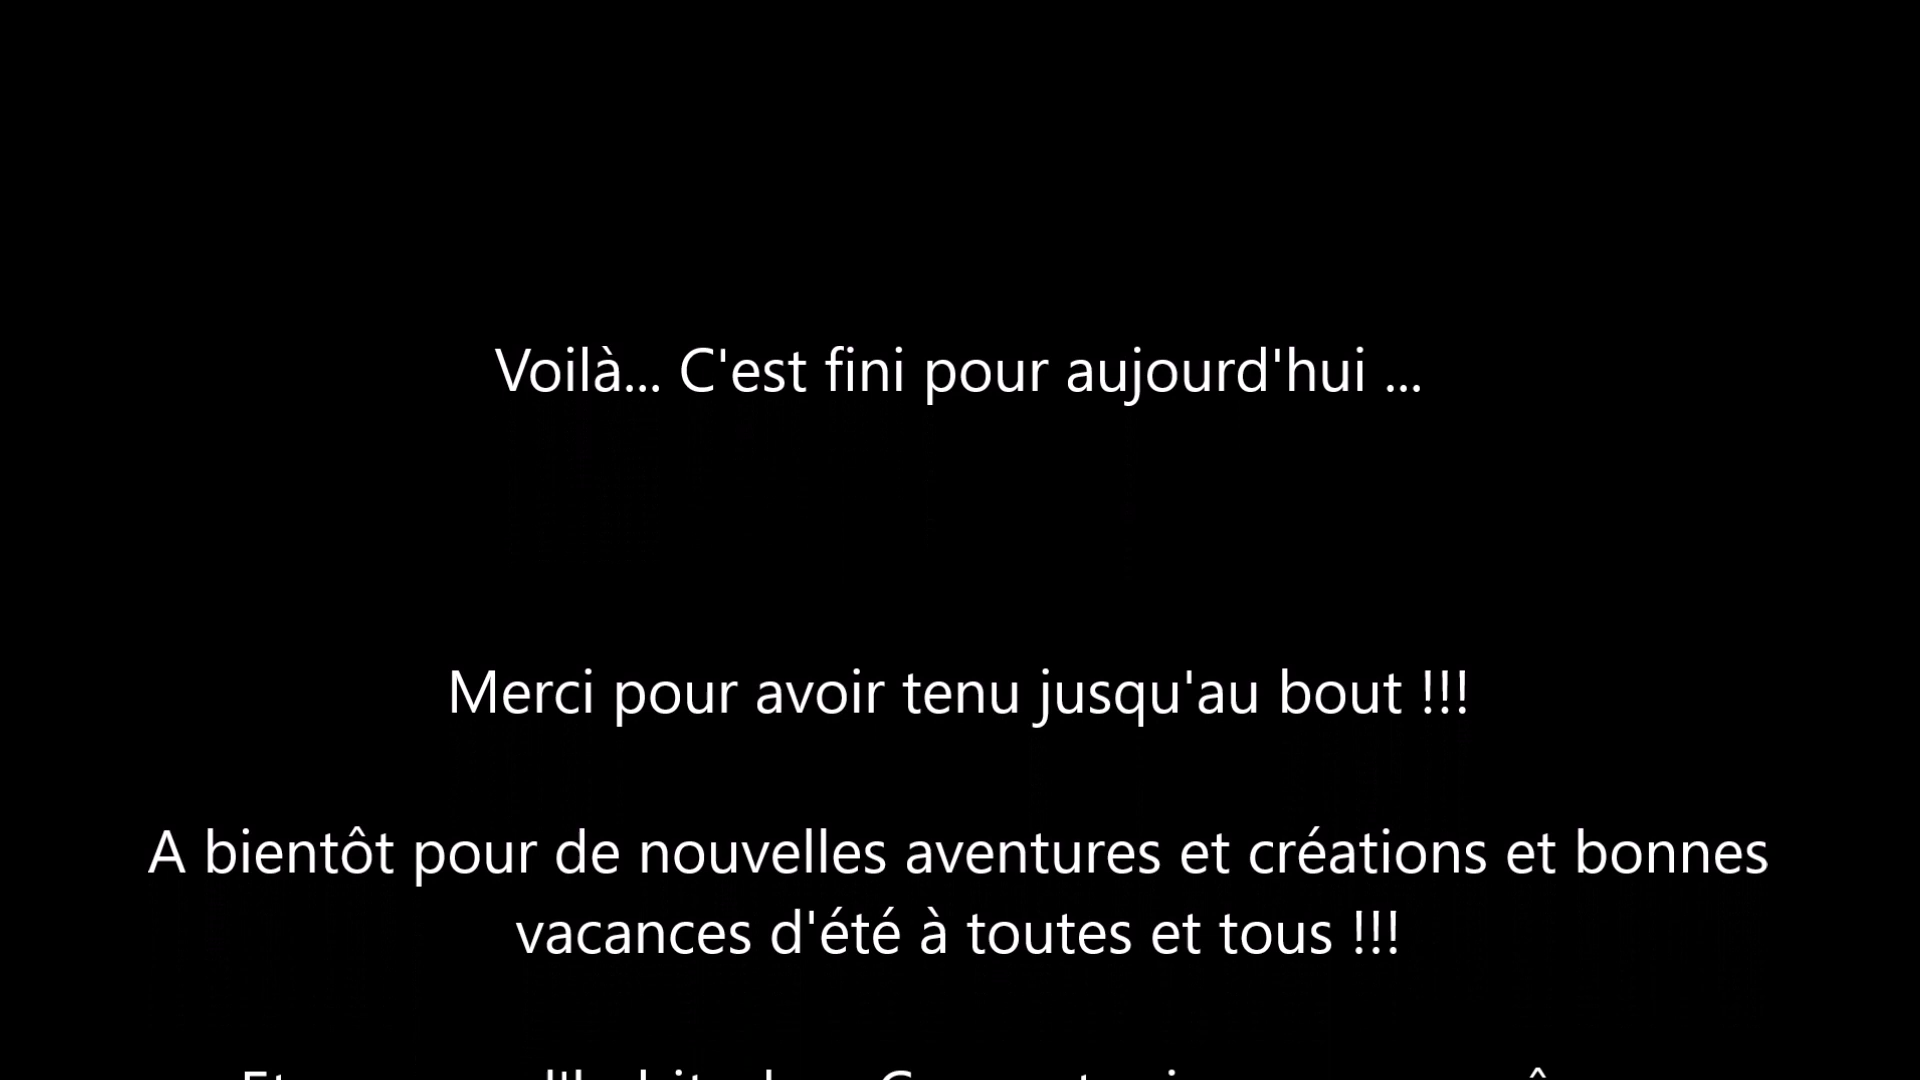 Voilà... C'est fini pour aujourd'hui ...
Merci pour avoir tenu jusqu'au bout !!!
A bientôt pour de nouvelles aventures et créations et bonnes
vacances d'été à toutes et tous !!!